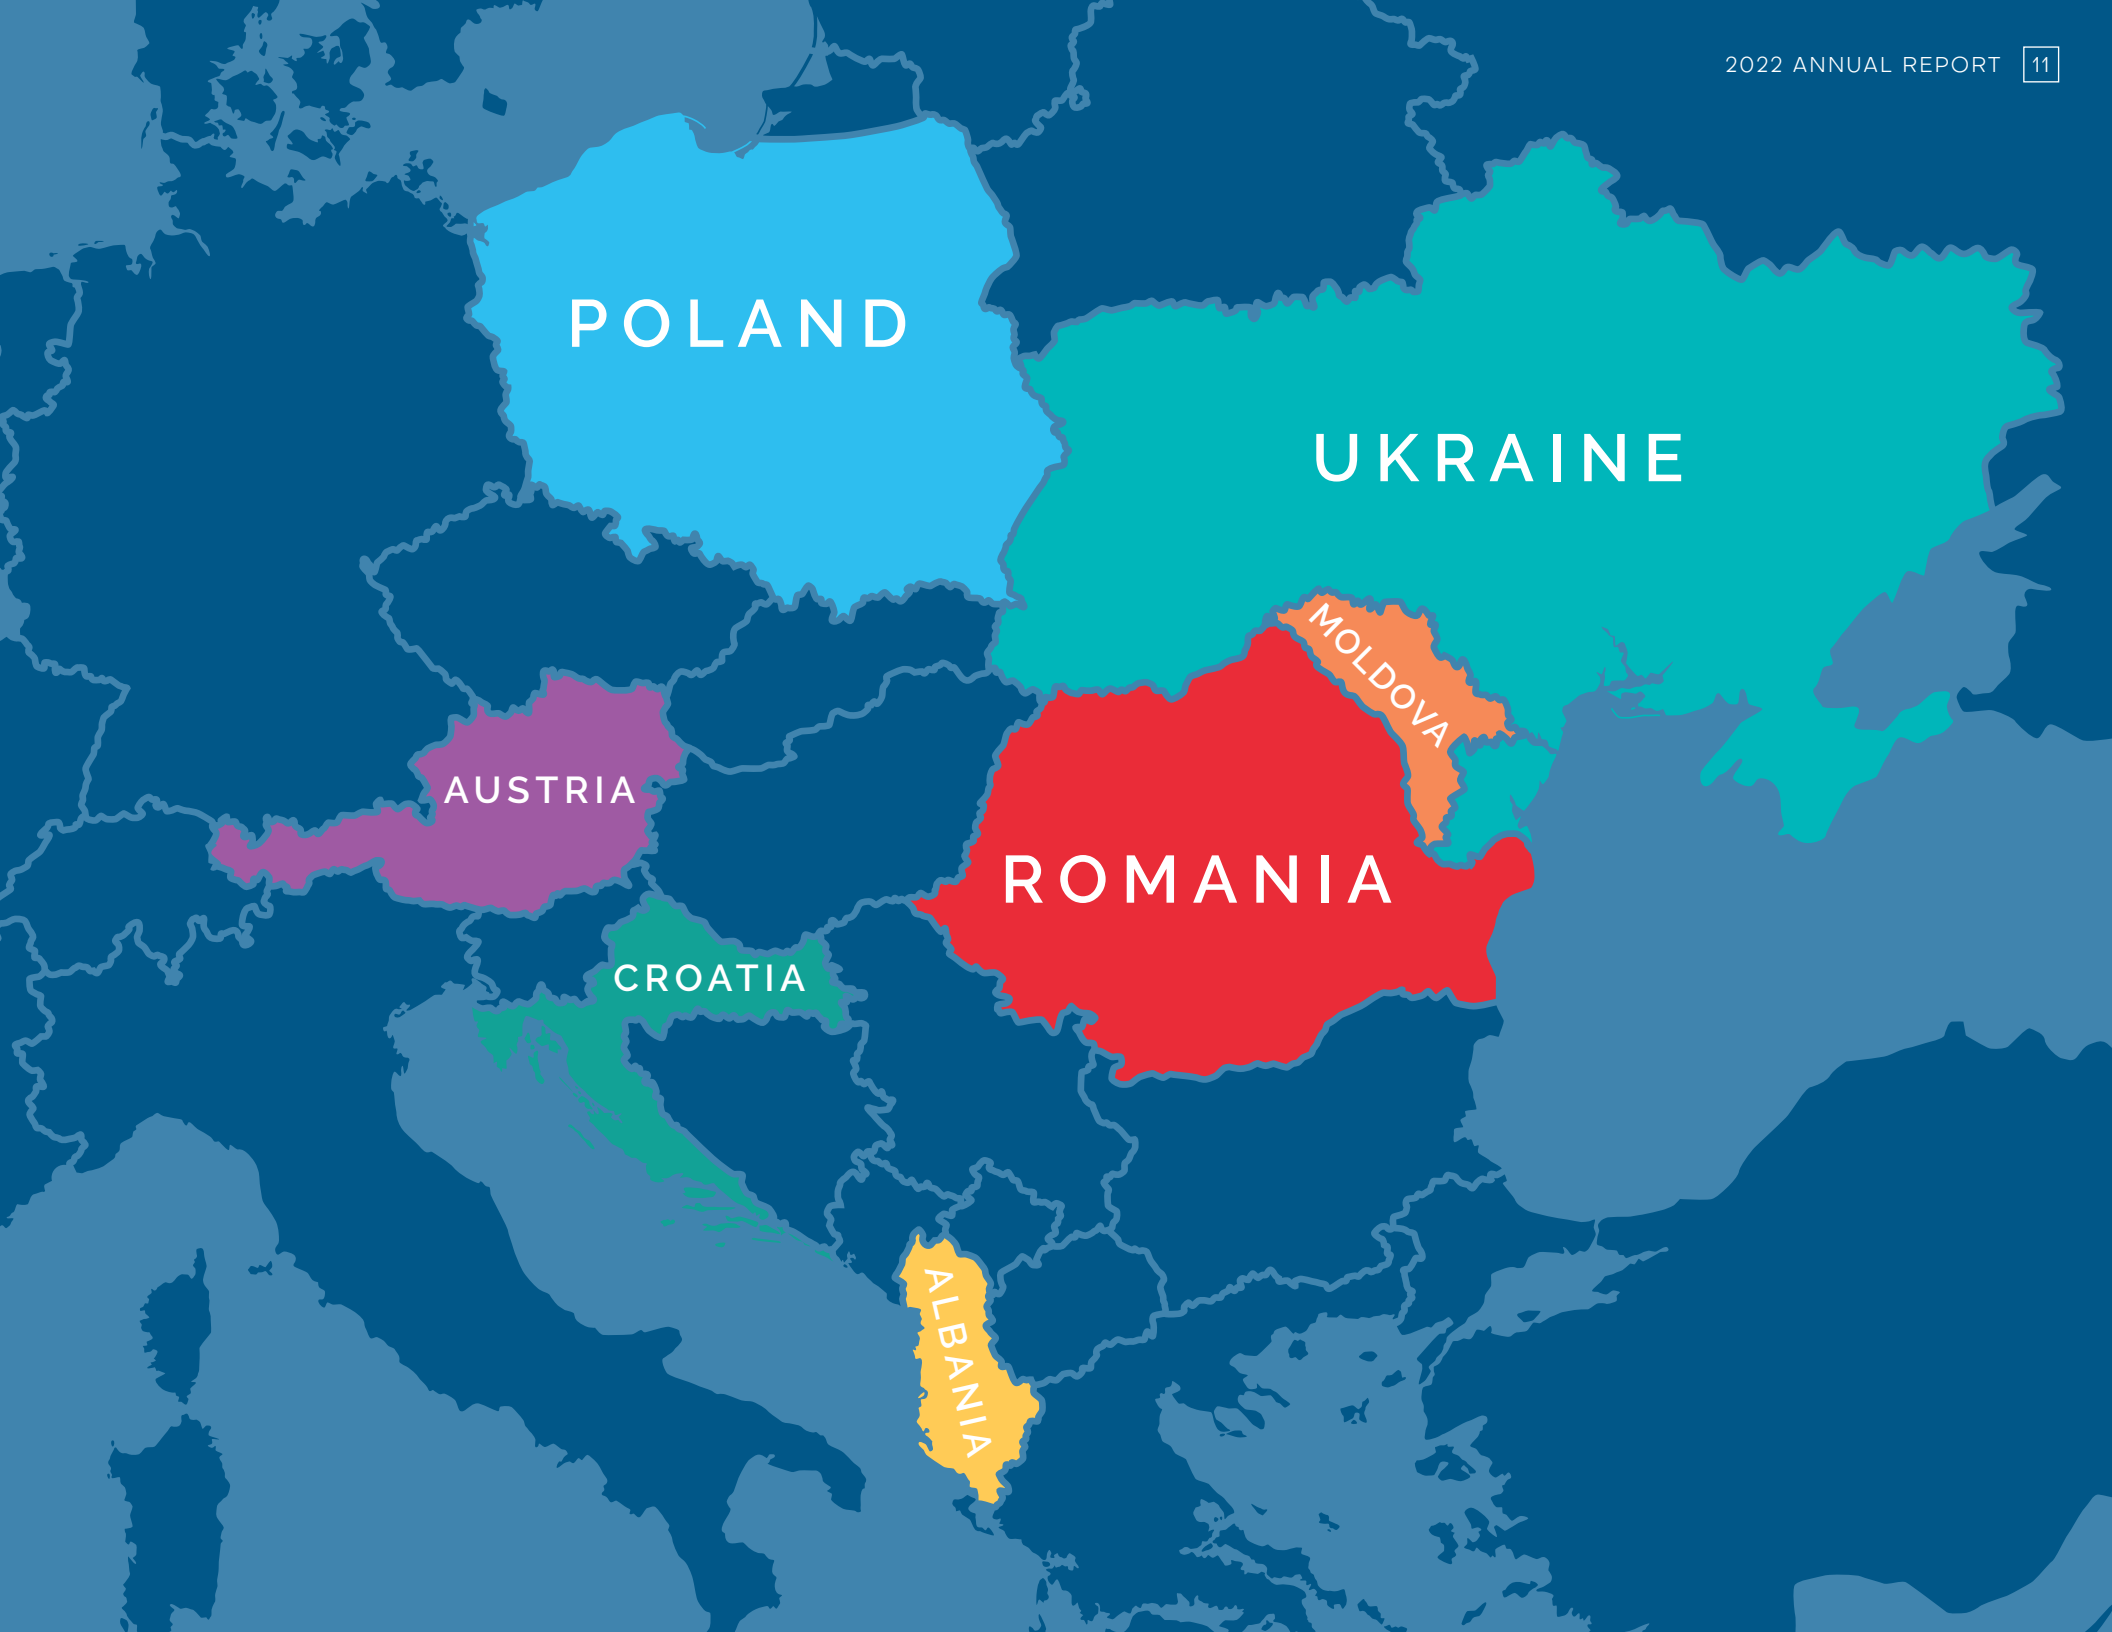 2022 ANNUAL REPORT 11
POLAND
UKRAINE
MOLDOVA
AUSTRIA
ROMANIA
CROATIA
ALBANIA